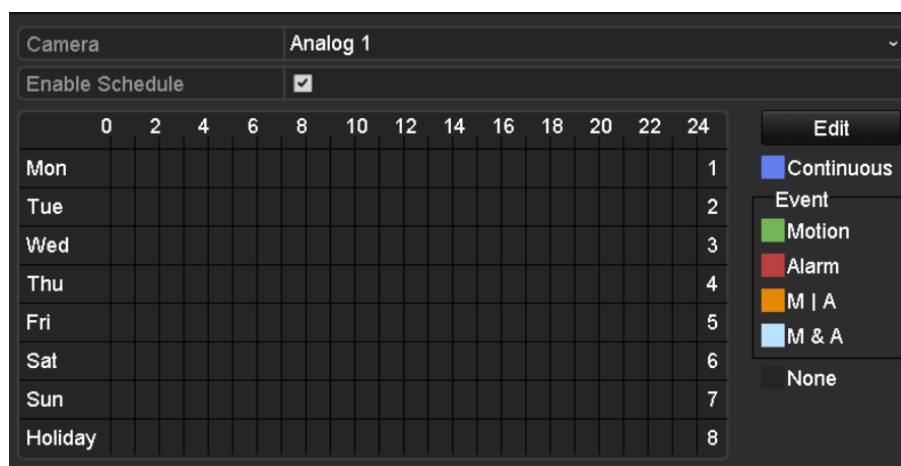 Camera Analog 1
Enable Schedule
0 2 4 6 8 10 12 14 16 18 20 22 24 Edit
Mon 1 Continuous
Tue 2 Event
Wed 3 Motion
Thu 4 Alarm
Fri 5 M | A
Sat 6 M & A
Sun 7 None
Holiday 8